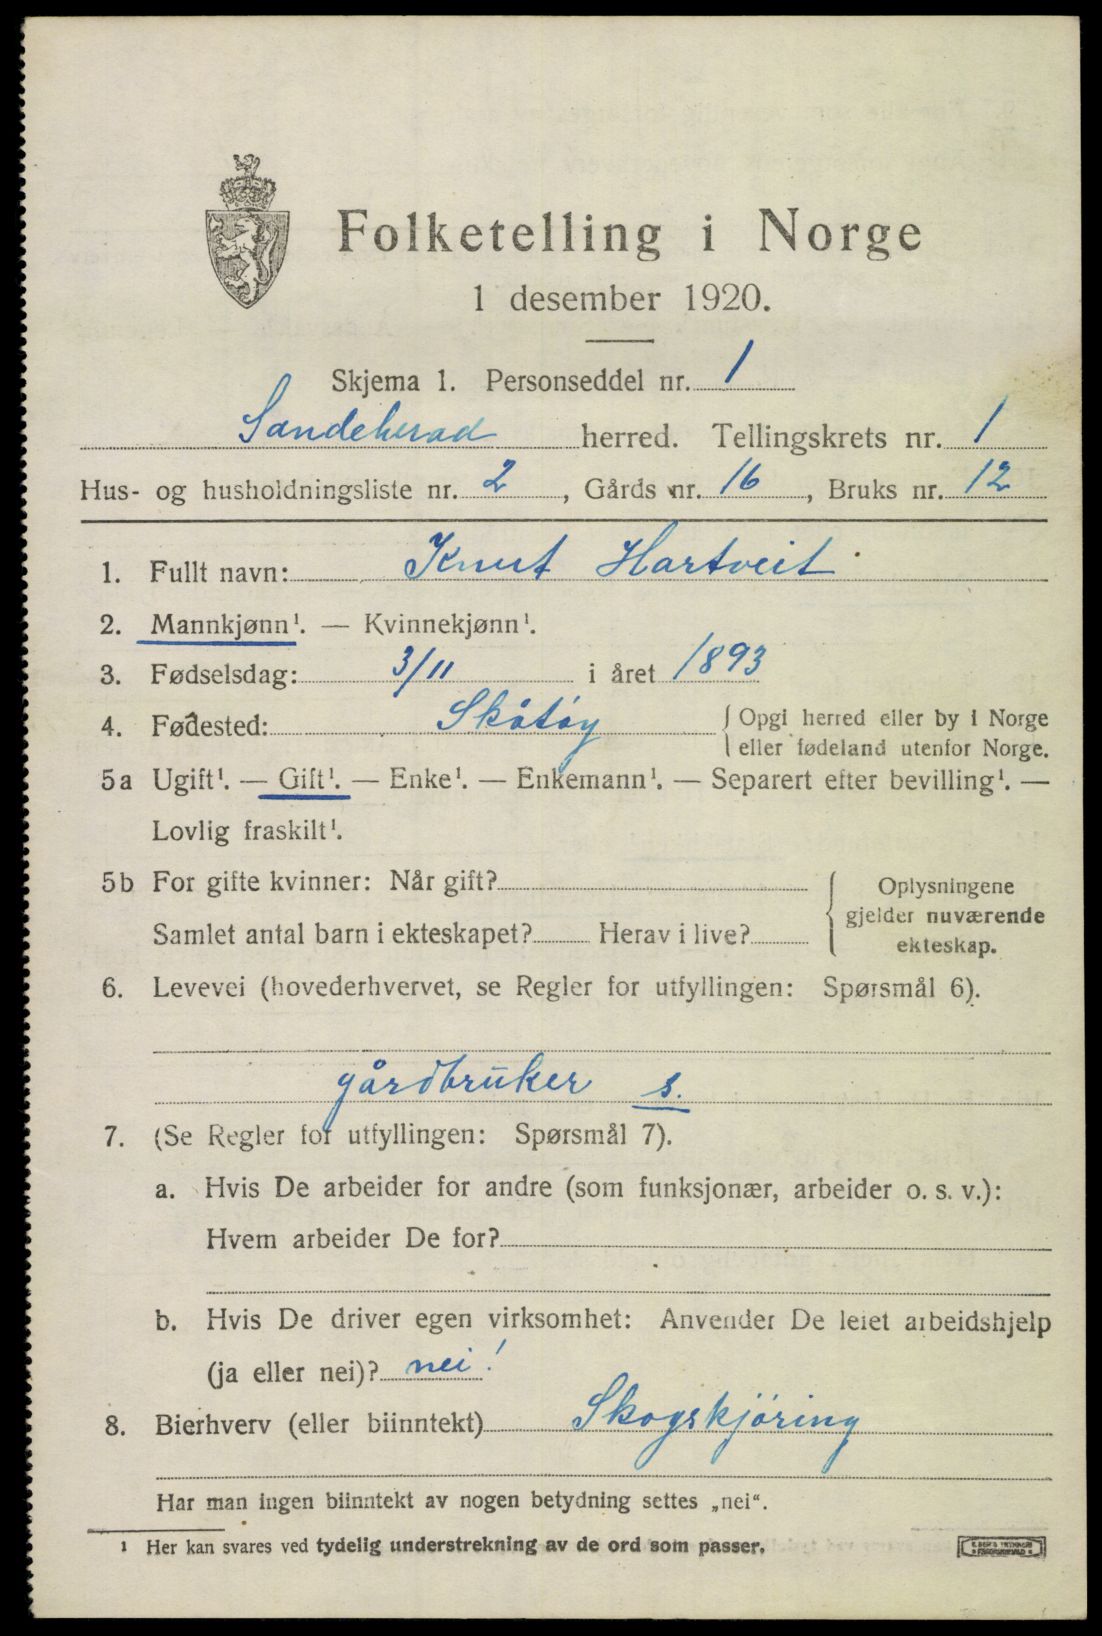 Folketelling i Norge
1 desember 1920.
Skjema 1. Personseddel nr. 1
Sandeherad herred. Tellingskrets nr. 1
Hus- og husholdningsliste nr. 2, Gårds nr. 16, Bruks nr. 12
1. Fullt navn: Knut Hartveit
2. Mannkjønn¹. — Kvinnekjønn¹.
3. Fødselsdag: 3/11 i året 1893
4. Fødested: Skåtøy { Opgi herred eller by i Norge
eller fødeland utenfor Norge.
5a Ugift¹. — Gift¹. — Enke¹. — Enkemann¹. — Separert efter bevilling¹. —
Lovlig fraskilt¹.
5b For gifte kvinner: Når gift? { Oplysningene
gjelder nuværende
Samlet antal barn i ekteskapet? Herav i live?
ekteskap.
6. Levevei (hovederhvervet, se Regler for utfyllingen: Spørsmål 6).
gårdbruker s.
7. (Se Regler for utfyllingen: Spørsmål 7).
a. Hvis De arbeider for andre (som funksjonær, arbeider o. s. v.):
Hvem arbeider De for?
b. Hvis De driver egen virksomhet: Anvender De leiet arbeidshjelp
(ja eller nei)? nei!
8. Bierhverv (eller biinntekt) Skogskjöring
Har man ingen biinntekt av nogen betydning settes „nei“.
¹ Her kan svares ved tydelig understrekning av de ord som passer.